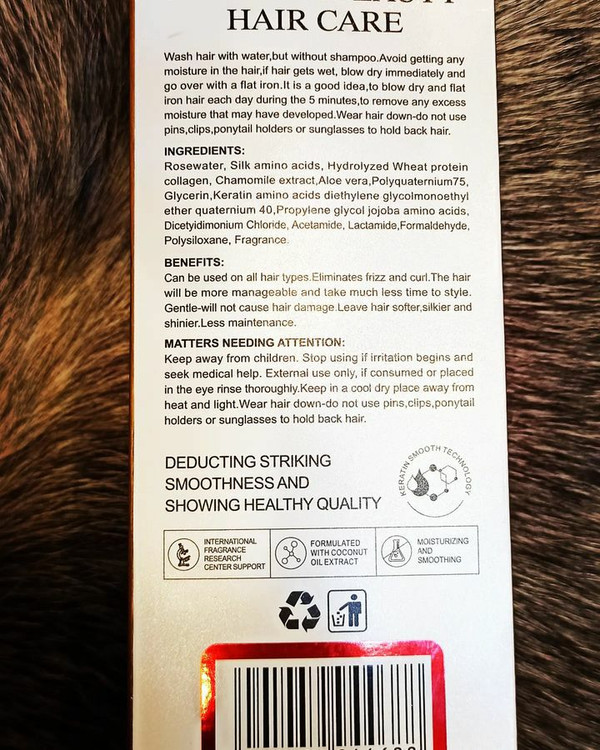 HAIR CARE
Wash hair with water,but without shampoo.Avoid getting any
moisture in the hair,if hair gets wet, blow dry immediately and
go over with a flat iron.It is a good idea,to blow dry and flat
iron hair each day during the 5 minutes,to remove any excess
moisture that may have developed.Wear hair down-do not use
pins,clips,ponytail holders or sunglasses to hold back hair.
INGREDIENTS:
Rosewater, Silk amino acids, Hydrolyzed Wheat protein
collagen, Chamomile extract,Aloe vera,Polyquaternium75,
Glycerin,Keratin amino acids diethylene glycolmonoethyl
ether quaternium 40,Propylene glycol jojoba amino acids,
Dicetyidimonium Chloride, Acetamide, Lactamide,Formaldehyde,
Polysiloxane, Fragrance.
BENEFITS:
Can be used on all hair types.Eliminates frizz and curl.The hair
will be more manageable and take much less time to style.
Gentle-will not cause hair damage.Leave hair softer,silkier and
shinier.Less maintenance.
MATTERS NEEDING ATTENTION:
Keep away from children. Stop using if irritation begins and
seek medical help. External use only, if consumed or placed
in the eye rinse thoroughly.Keep in a cool dry place away from
heat and light.Wear hair down-do not use pins,clips,ponytail
holders or sunglasses to hold back hair.
DEDUCTING STRIKING
SMOOTHNESS AND
SHOWING HEALTHY QUALITY
KERATIN SMOOTH TECHNOLOGY
INTERNATIONAL
FRAGRANCE
RESEARCH
CENTER SUPPORT
FORMULATED
WITH COCONUT
OIL EXTRACT
MOISTURIZING
AND
SMOOTHING